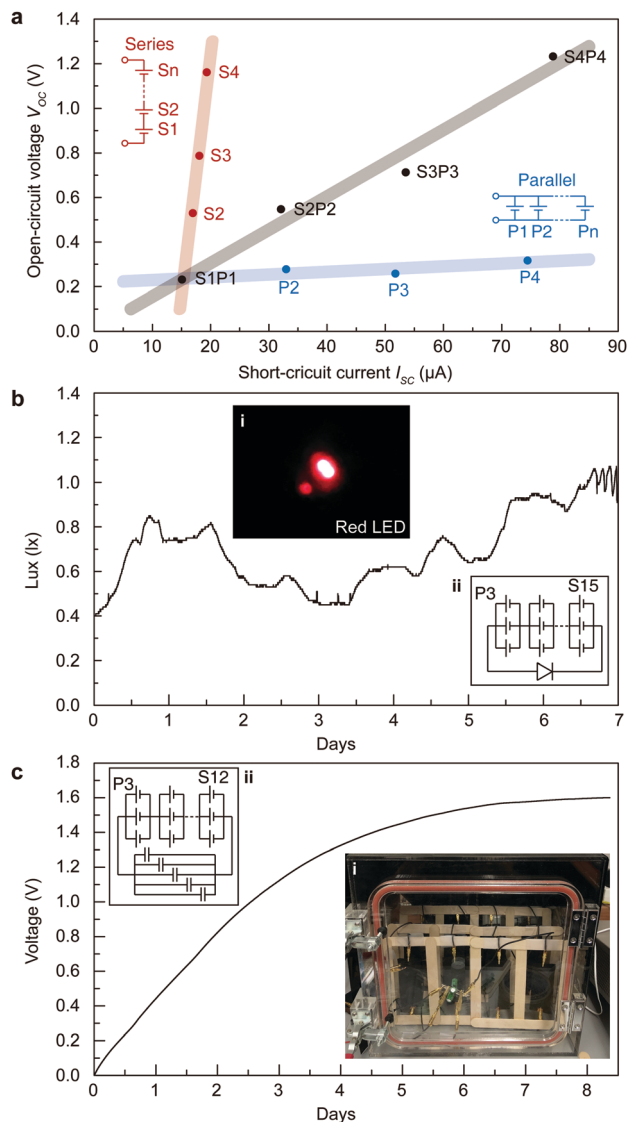 a
1.4
1.2
1.0
0.8
0.6
0.4
0.2
0.0
Open-circuit voltage VOC (V)
Series
Sn
S2
S1
S4
S3
S2
S4P4
S3P3
S2P2
S1P1
Parallel
P1 P2 Pn
P2
P3
P4
0 10 20 30 40 50 60 70 80 90
Short-cricuit current ISC (µA)
b
1.4
1.2
1.0
0.8
0.6
0.4
0.2
0.0
Lux (lx)
i
Red LED
ii
P3 S15
0 1 2 3 4 5 6 7
Days
c
1.8
1.6
1.4
1.2
1.0
0.8
0.6
0.4
0.2
0.0
Voltage (V)
P3 S12 ii
i
0 1 2 3 4 5 6 7 8
Days